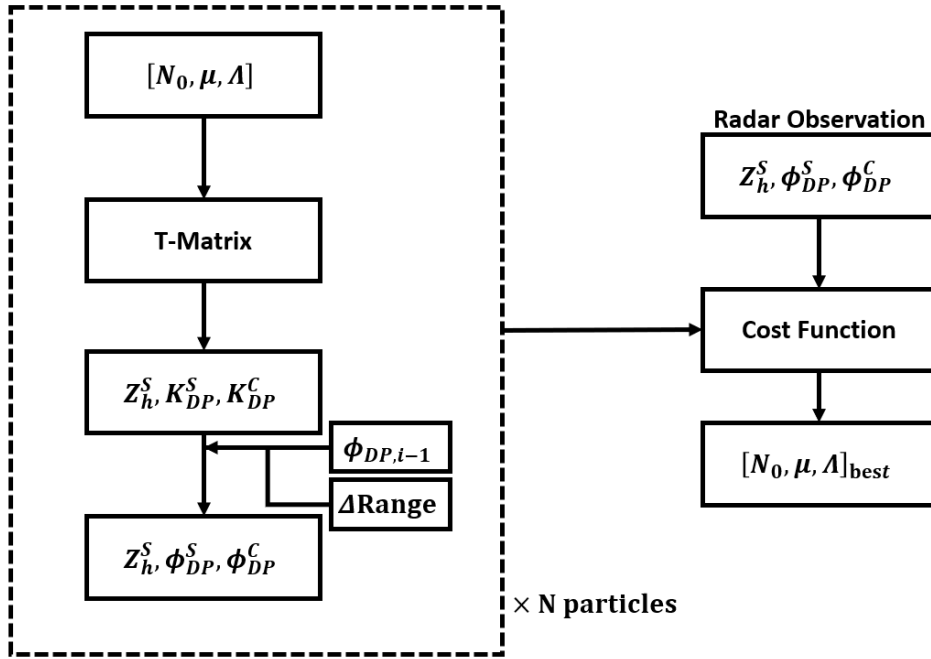 [N₀, μ, Λ]
T-Matrix
Z_h^S, K_DP^S, K_DP^C
ϕ_DP,i−1
ΔRange
Z_h^S, ϕ_DP^S, ϕ_DP^C
× N particles
Radar Observation
Z_h^S, ϕ_DP^S, ϕ_DP^C
Cost Function
[N₀, μ, Λ]_best